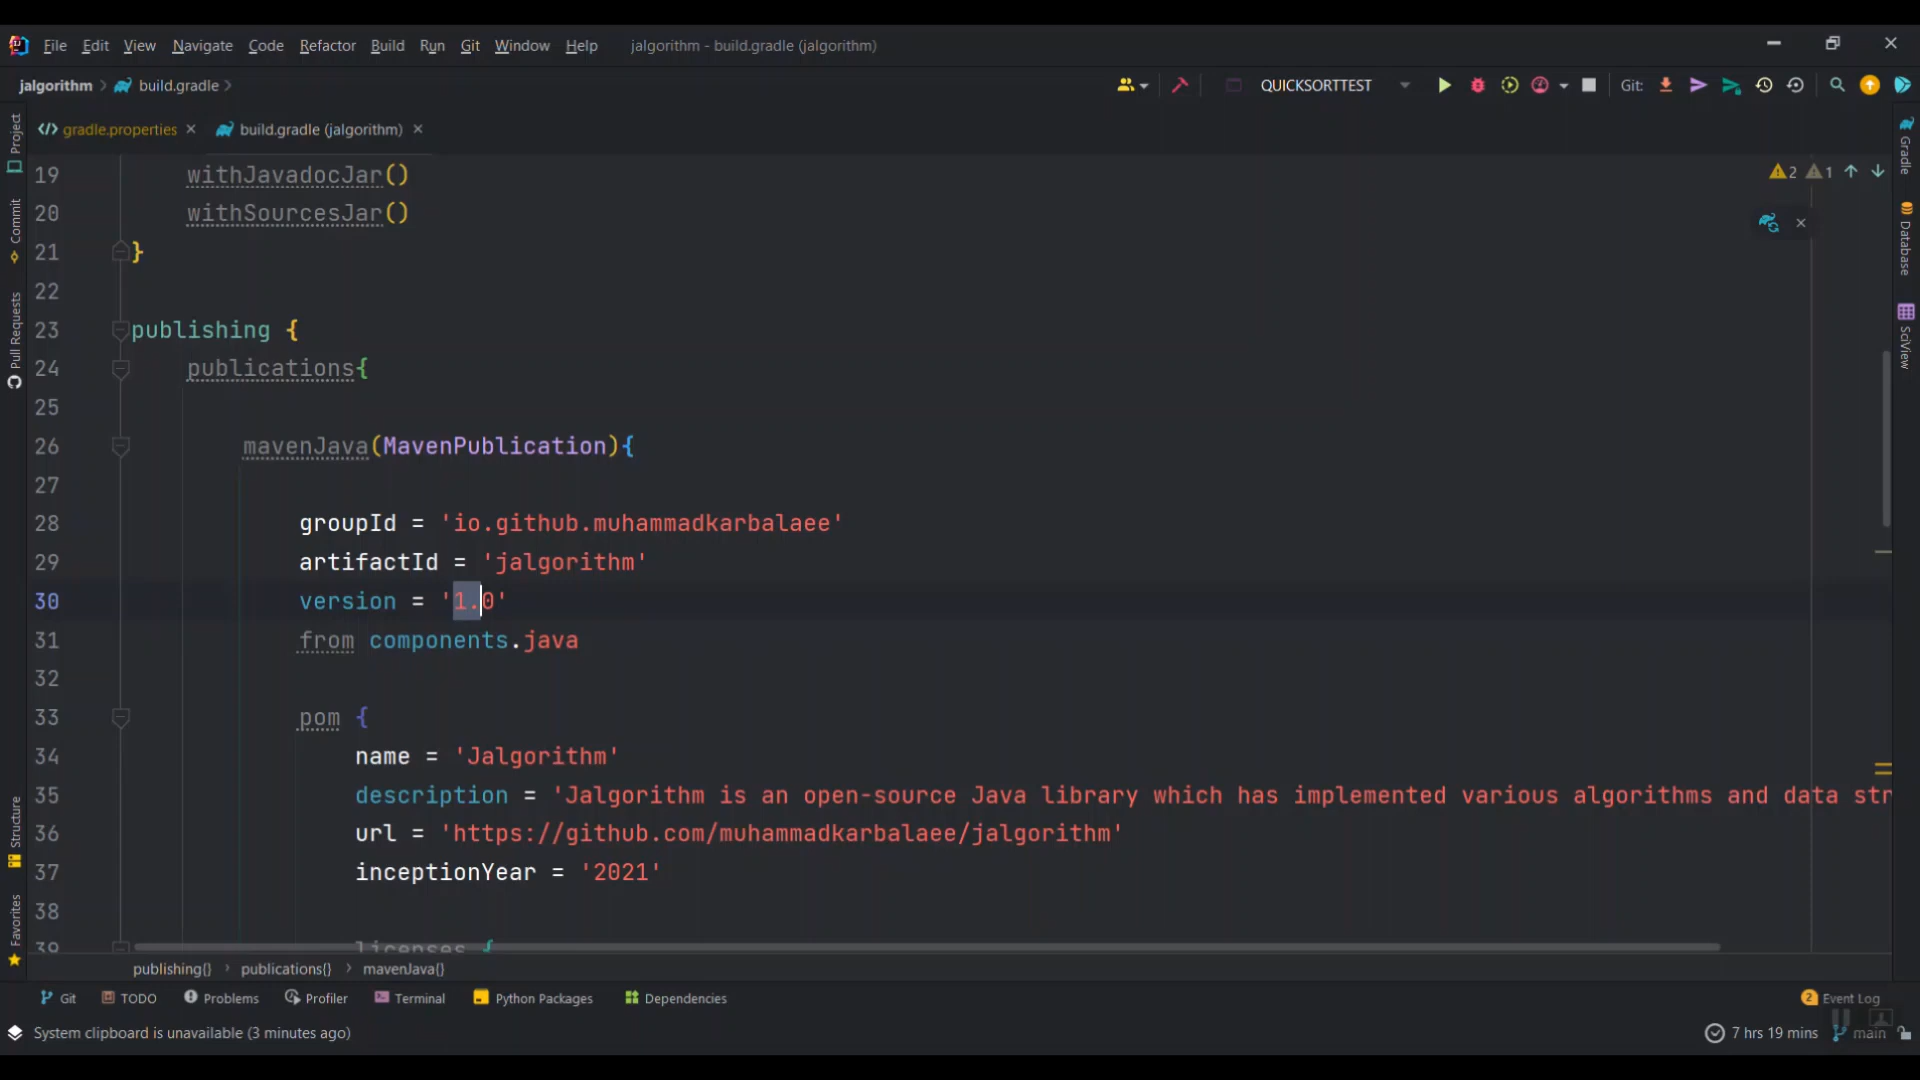 File Edit View Navigate Code Refactor Build Run Git Window Help jalgorithm - build.gradle (jalgorithm)
jalgorithm build.gradle QUICKSORTTEST Git:
gradle.properties build.gradle (jalgorithm)
Project
Commit
Pull Requests
Structure
Favorites
19 withJavadocJar()
20 withSourcesJar()
21 }
22
23 publishing {
24 publications{
25
26 mavenJava(MavenPublication){
27
28 groupId = 'io.github.muhammadkarbalaee'
29 artifactId = 'jalgorithm'
30 version = '1.0'
31 from components.java
32
33 pom {
34 name = 'Jalgorithm'
35 description = 'Jalgorithm is an open-source Java library which has implemented various algorithms and data str
36 url = 'https://github.com/muhammadkarbalaee/jalgorithm'
37 inceptionYear = '2021'
38
39 licenses {
2 1
Gradle
Database
SciView
publishing{} publications{} mavenJava{}
Git TODO Problems Profiler Terminal Python Packages Dependencies 2 Event Log
System clipboard is unavailable (3 minutes ago) 7 hrs 19 mins main